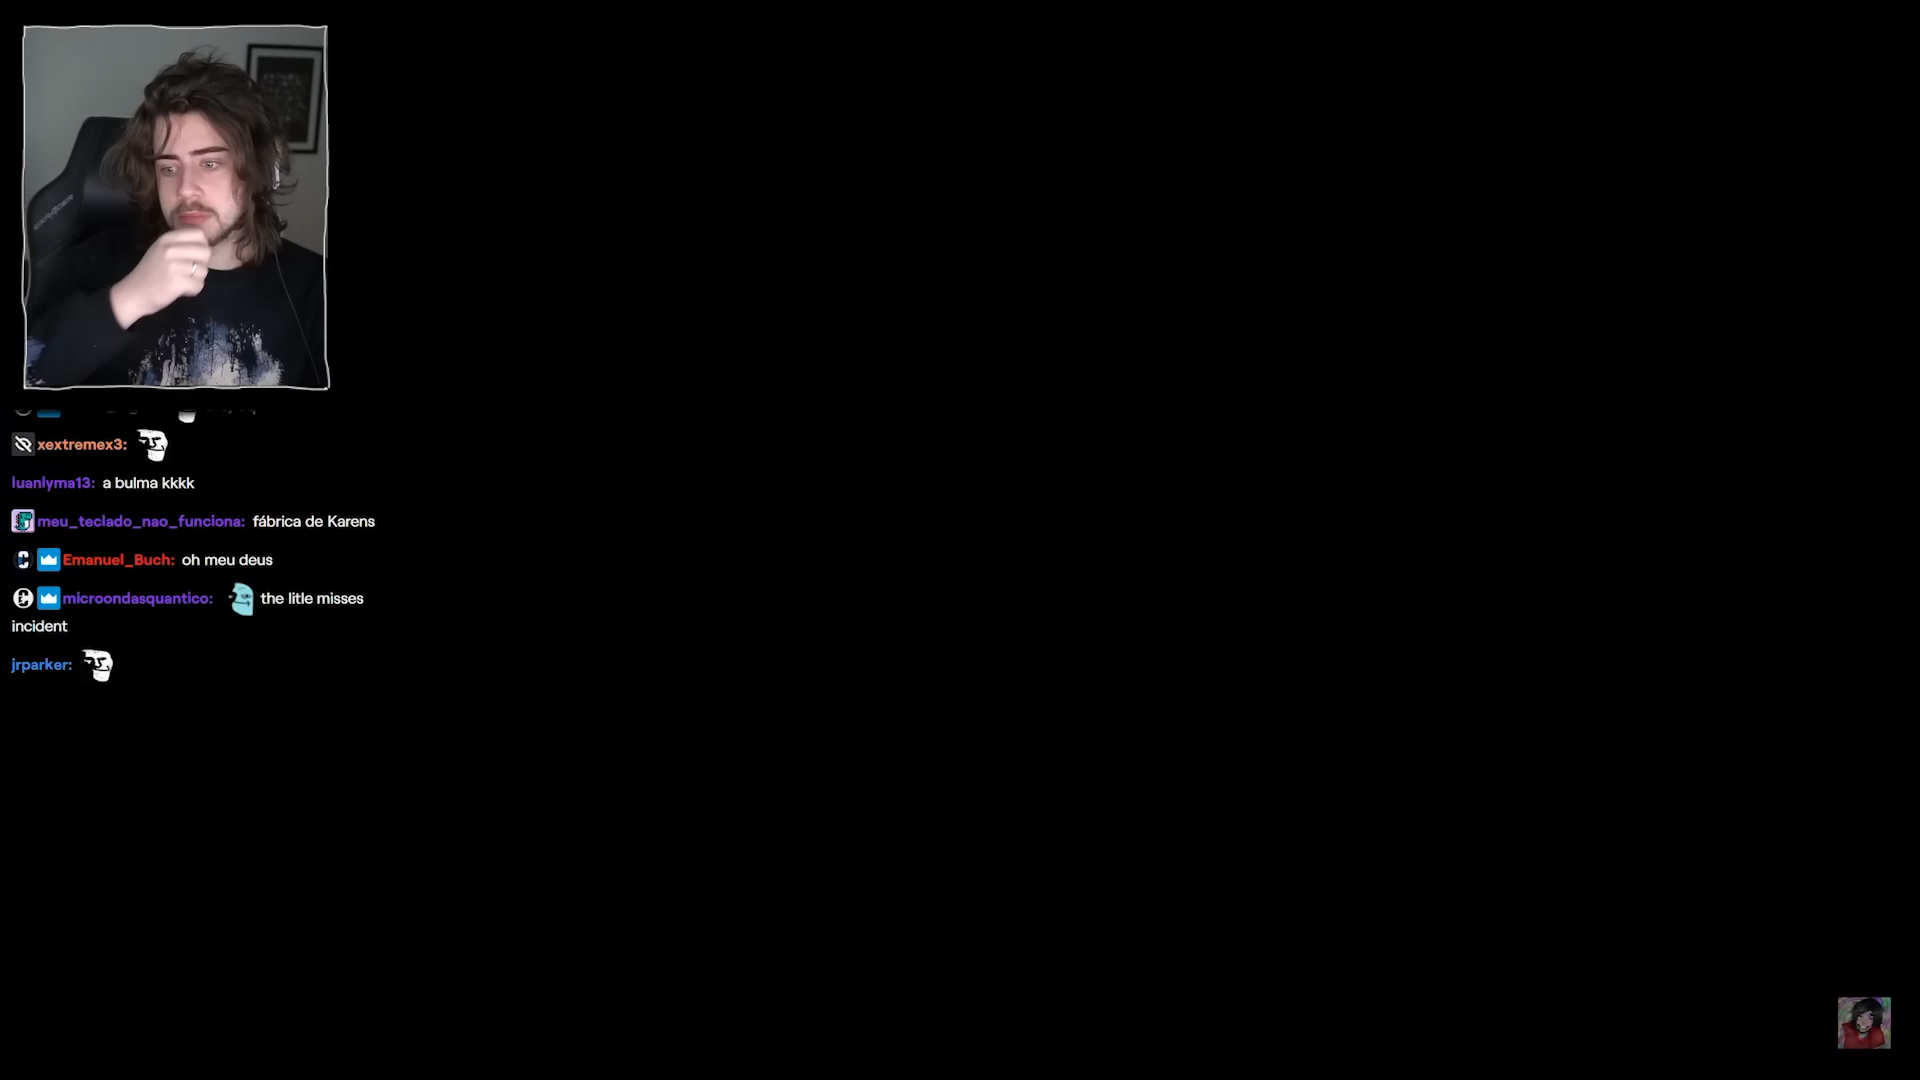 xextremex3:
luanlyma13: a bulma kkkk
meu_teclado_nao_funciona: fábrica de Karens
Emanuel_Buch: oh meu deus
microondasquantico: the litle misses
incident
jrparker: